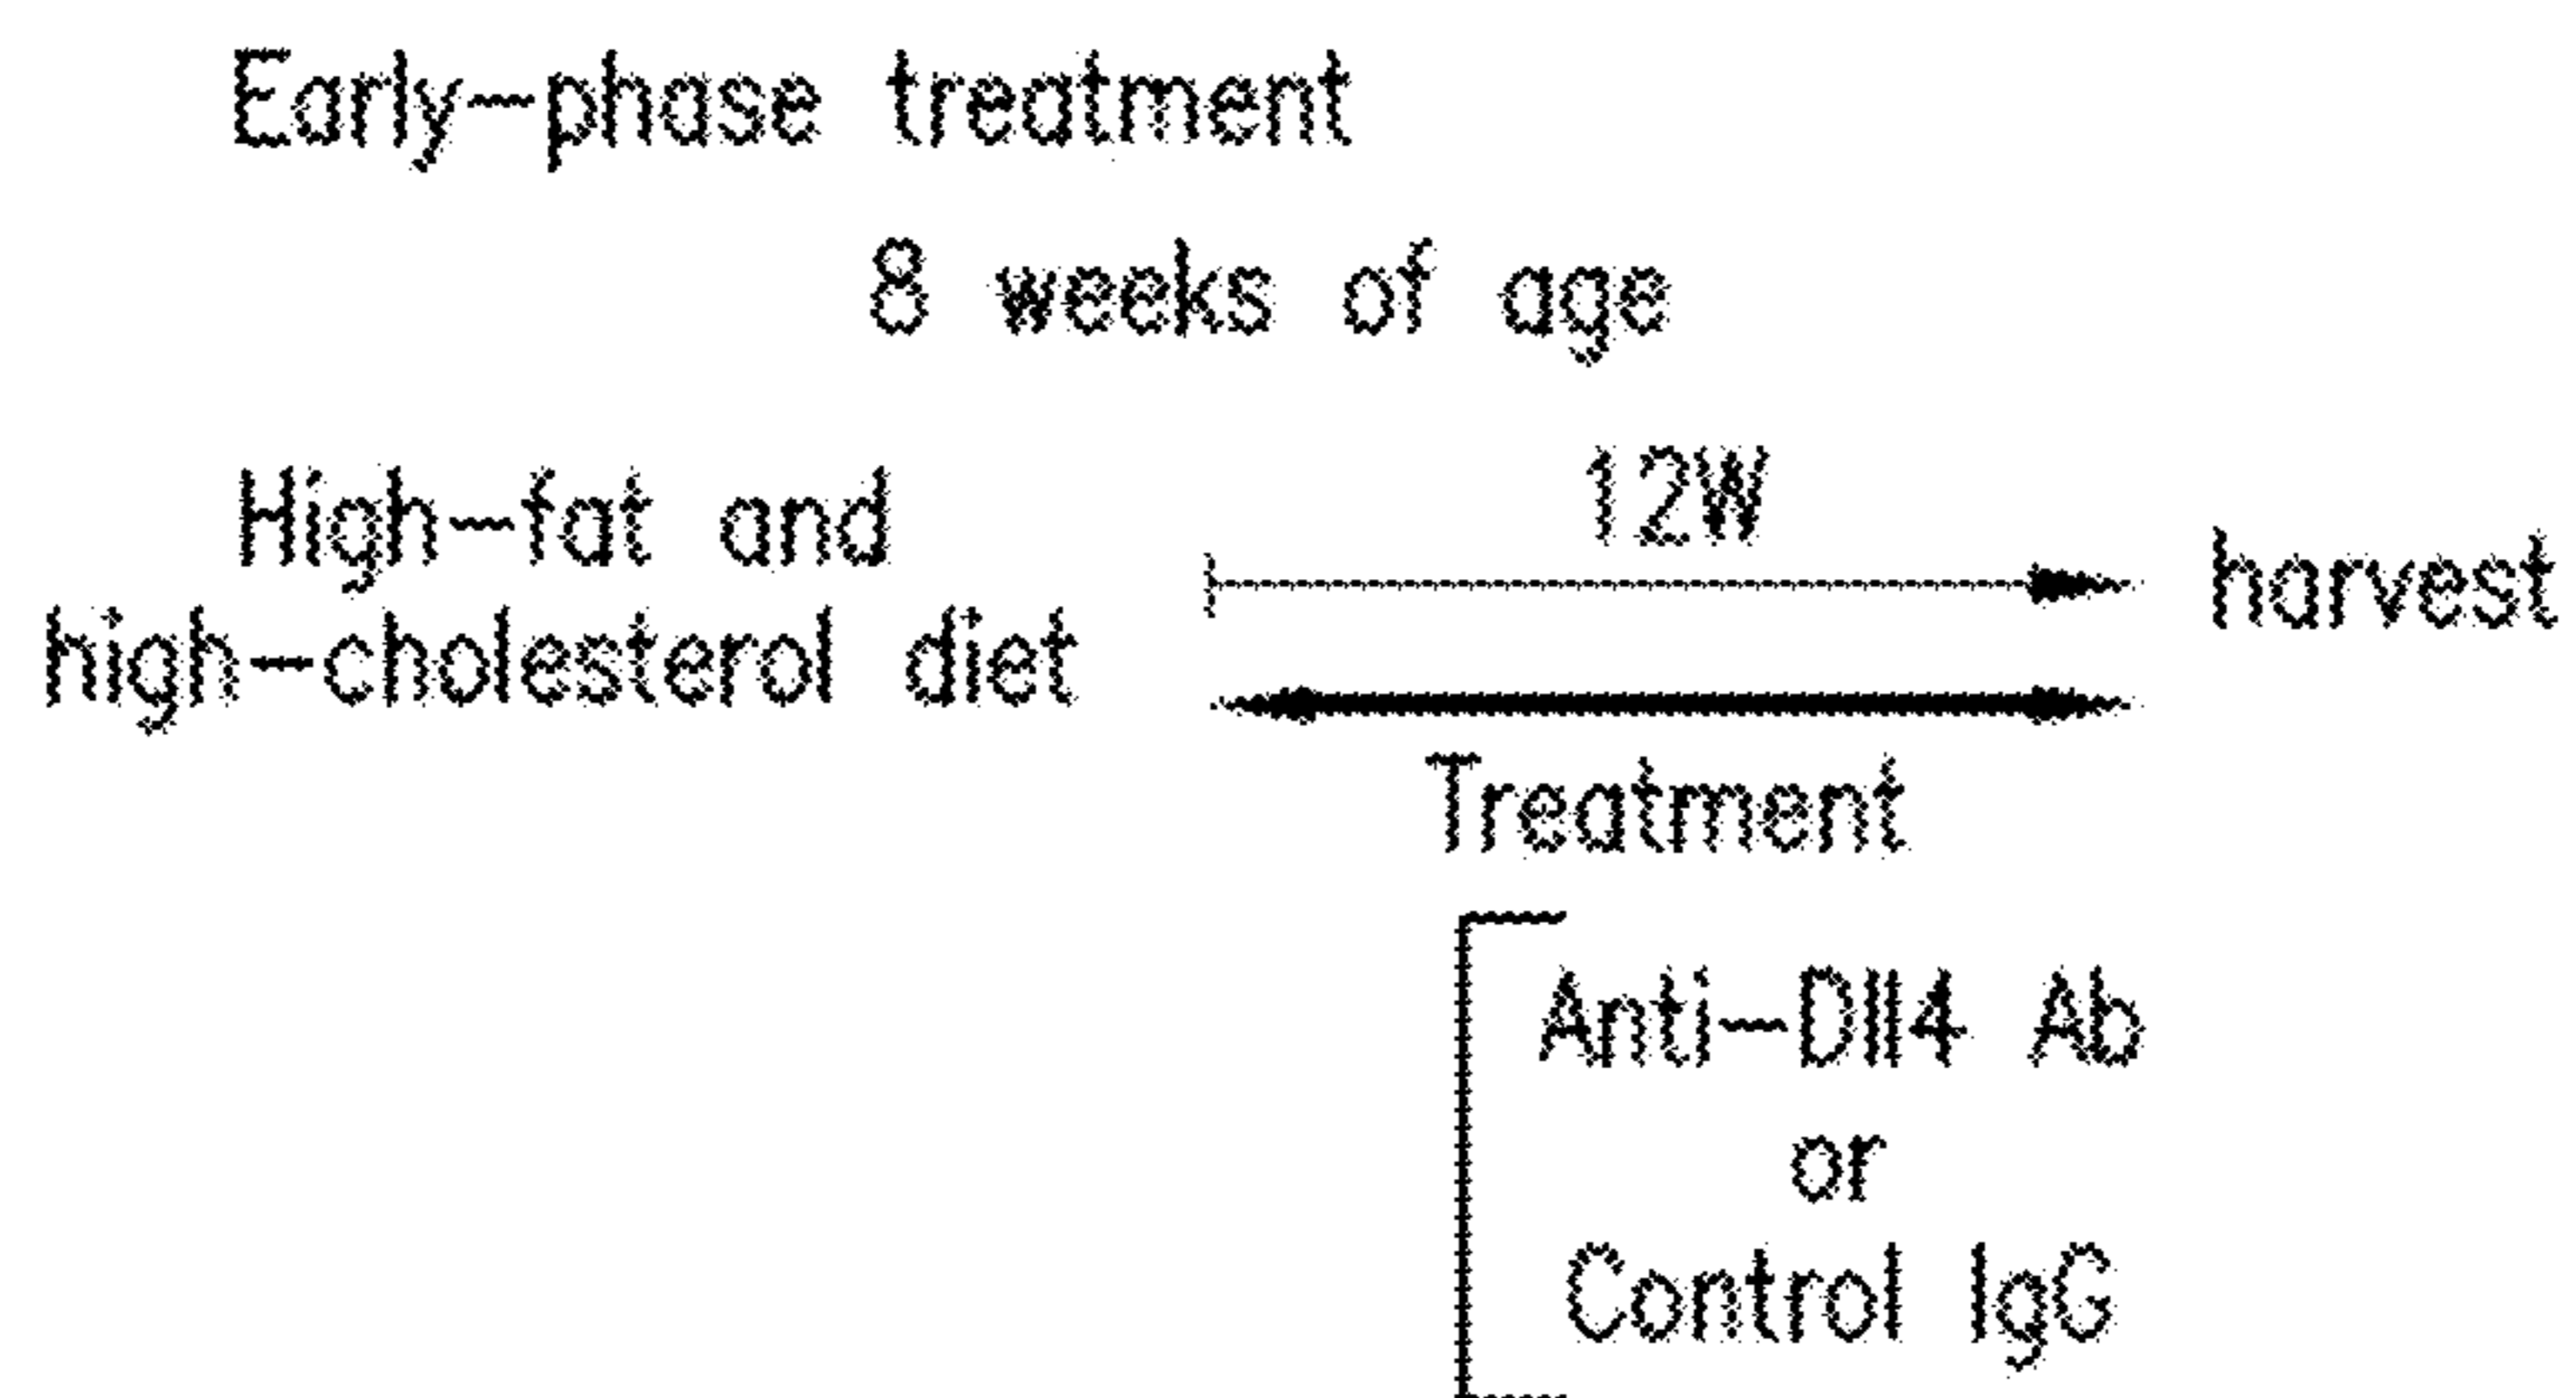 Early-phase treatment
8 weeks of age
High-fat and
high-cholesterol diet
12W
harvest
Treatment
Anti-Dll4 Ab
or
Control IgG